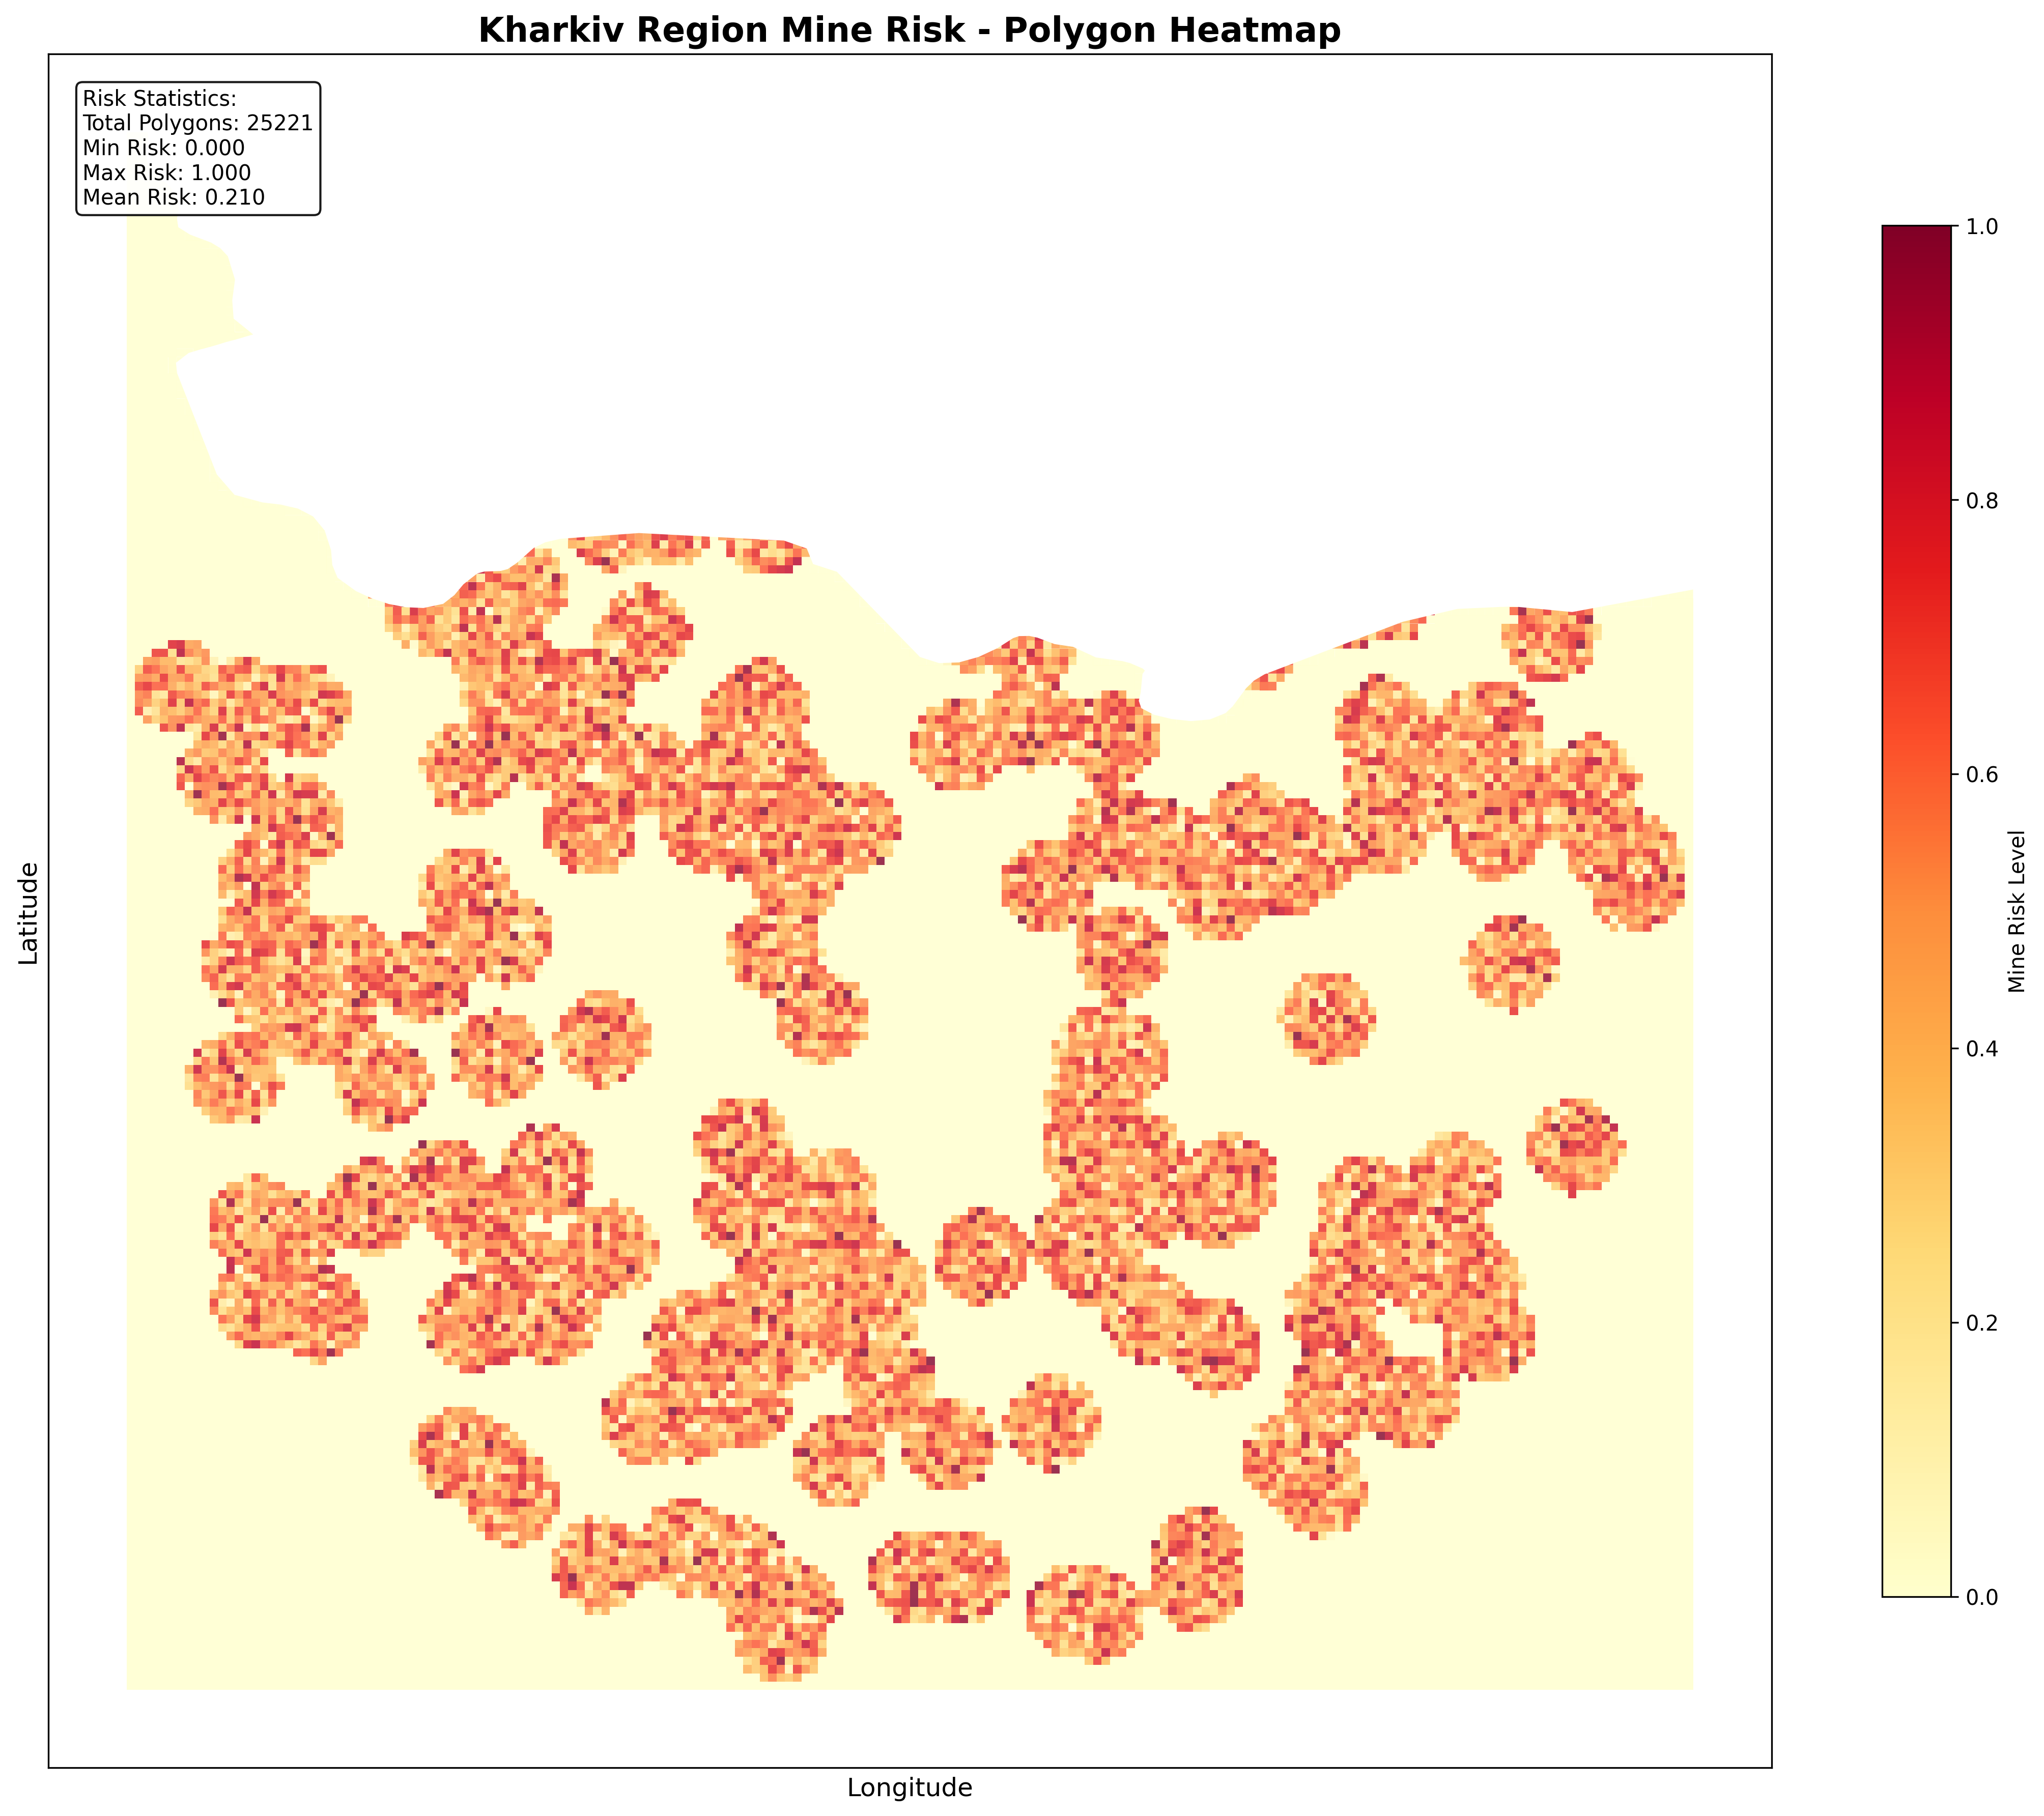 Kharkiv Region Mine Risk - Polygon Heatmap
Risk Statistics:
Total Polygons: 25221
Min Risk: 0.000
Max Risk: 1.000
Mean Risk: 0.210
Latitude
Longitude
1.0
0.8
0.6
0.4
0.2
0.0
Mine Risk Level